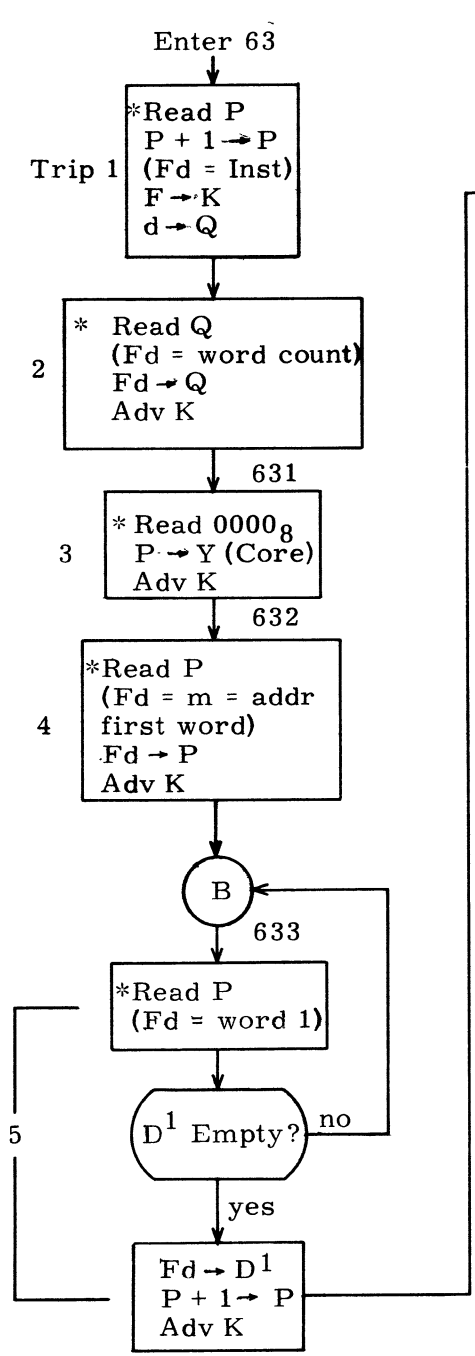 Enter 63
*Read P
P + 1 → P
Trip 1 (Fd = Inst)
F → K
d → Q
* Read Q
(Fd = word count)
2
Fd → Q
Adv K
631
* Read 0000₈
3 P → Y (Core)
Adv K
632
*Read P
(Fd = m = addr
4 first word)
Fd → P
Adv K
B
633
*Read P
(Fd = word 1)
5 D¹ Empty? no
yes
Fd → D¹
P + 1 → P
Adv K